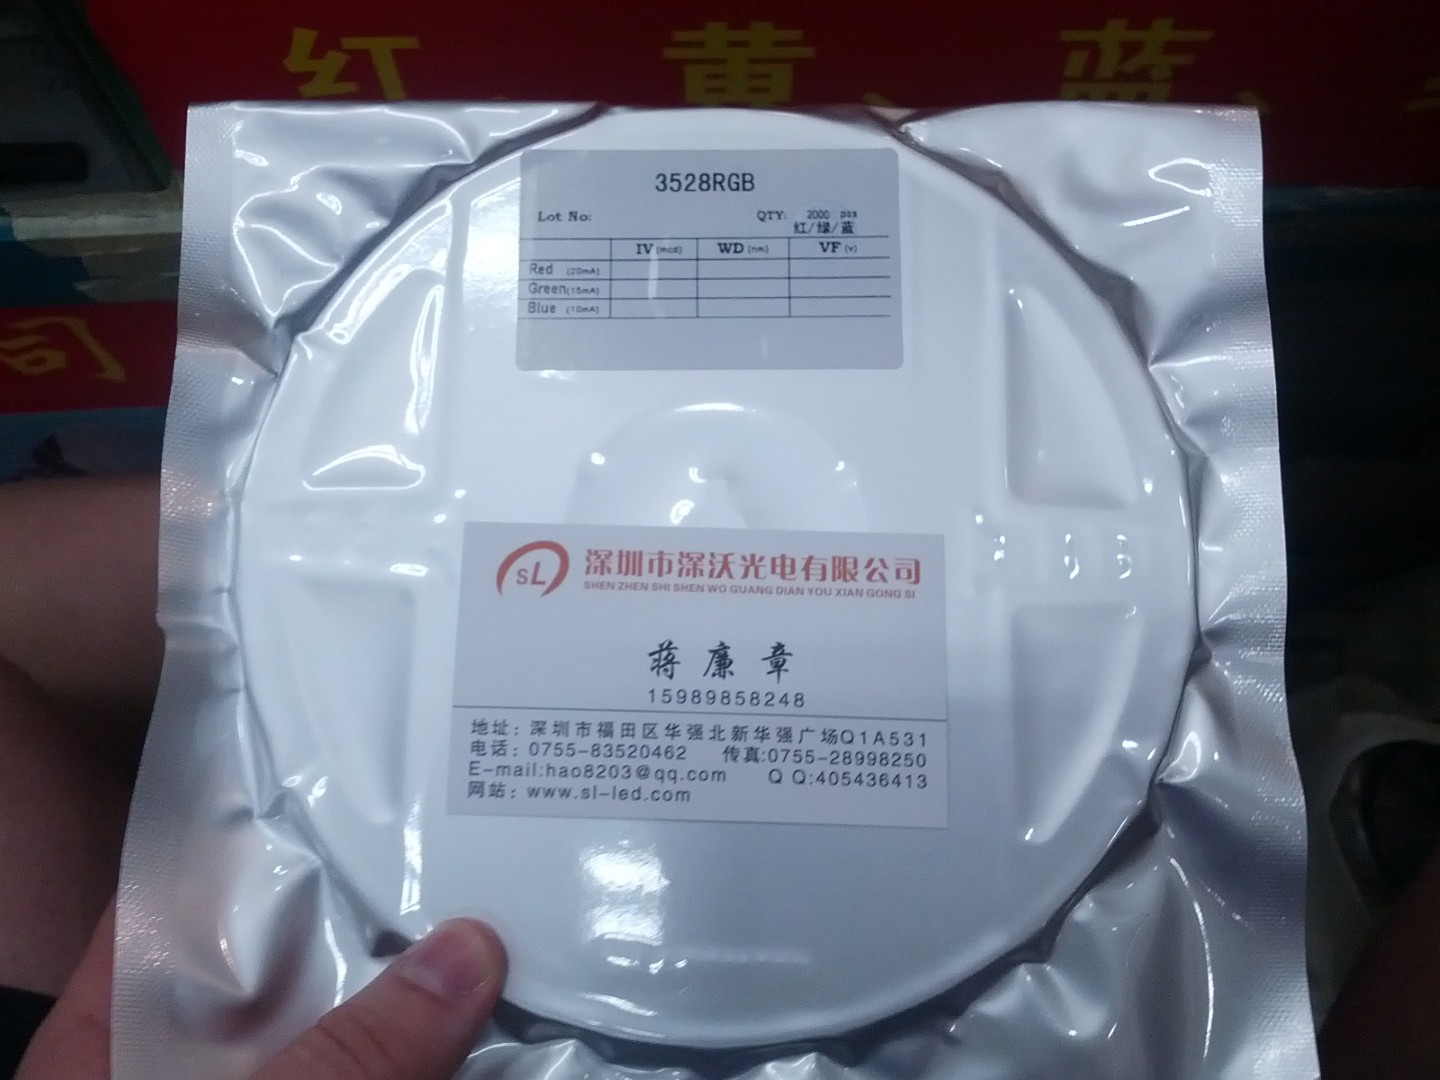 红、黄、蓝、
司
3528RGB
Lot No: QTY: 2000 pcs
红/绿/蓝
IV (mcd) WD (nm) VF (v)
Red (20mA)
Green(15mA)
Blue (10mA)
SL 深圳市深沃光电有限公司
SHEN ZHEN SHI SHEN WO GUANG DIAN YOU XIAN GONG SI
蒋廉章
15989858248
地址：深圳市福田区华强北新华强广场Q1A531
电话：0755-83520462 传真:0755-28998250
E-mail:hao8203@qq.com Q Q:405436413
网站：www.sl-led.com